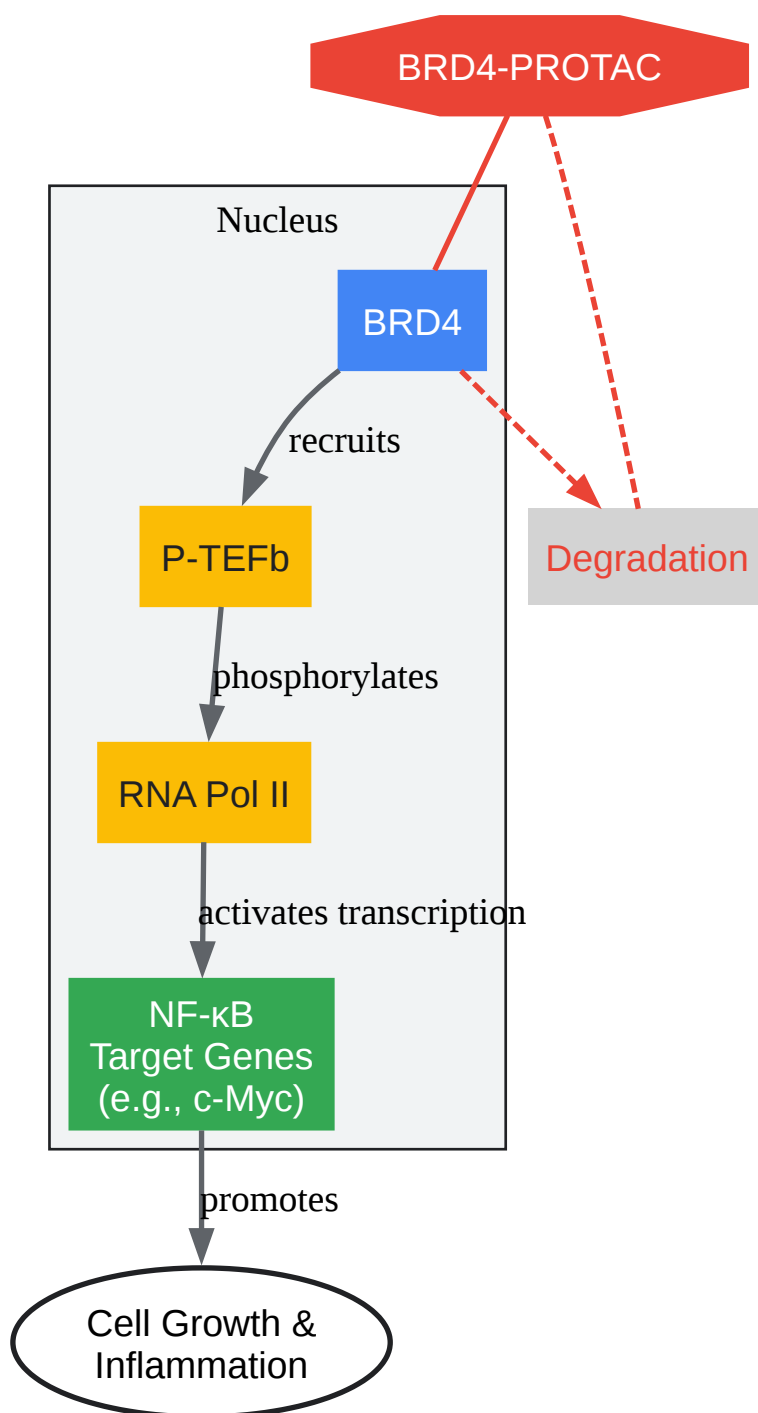 BRD4-PROTAC
Nucleus
BRD4
recruits
P-TEFb
Degradation
phosphorylates
RNA Pol II
activates transcription
NF-κB
Target Genes
(e.g., c-Myc)
promotes
Cell Growth &
Inflammation